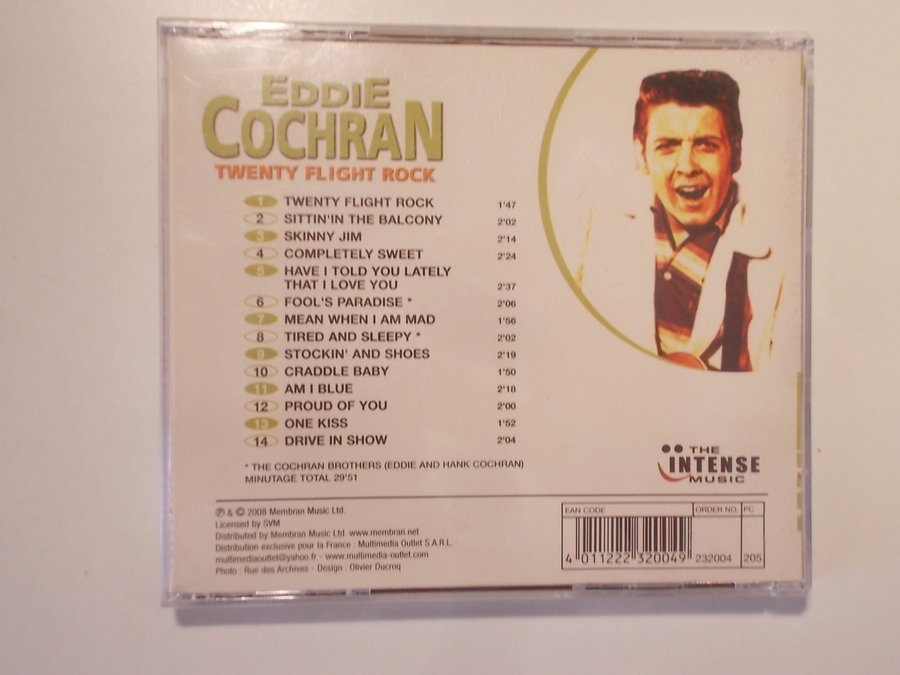 EDDIE
COCHRAN
TWENTY FLIGHT ROCK
1 TWENTY FLIGHT ROCK 1'47
2 SITTIN'IN THE BALCONY 2'02
3 SKINNY JIM 2'14
4 COMPLETELY SWEET 2'24
5 HAVE I TOLD YOU LATELY
THAT I LOVE YOU 2'37
6 FOOL'S PARADISE * 2'06
7 MEAN WHEN I AM MAD 1'56
8 TIRED AND SLEEPY * 2'02
9 STOCKIN' AND SHOES 2'19
10 CRADDLE BABY 1'50
11 AM I BLUE 2'18
12 PROUD OF YOU 2'00
13 ONE KISS 1'52
14 DRIVE IN SHOW 2'04
* THE COCHRAN BROTHERS (EDDIE AND HANK COCHRAN)
MINUTAGE TOTAL 29'51
THE
INTENSE
MUSIC
℗ & © 2008 Membran Music Ltd.
Licensed by SVM
Distributed by Membran Music Ltd. www.membran.net
Distribution exclusive pour la France : Multimedia Outlet S.A.R.L.
multimediaoutlet@yahoo.fr - www.multimedia-outlet.com
Photo : Rue des Archives - Design : Olivier Ducroq
EAN CODE ORDER NO. PC
4 011222 320049 232004 205